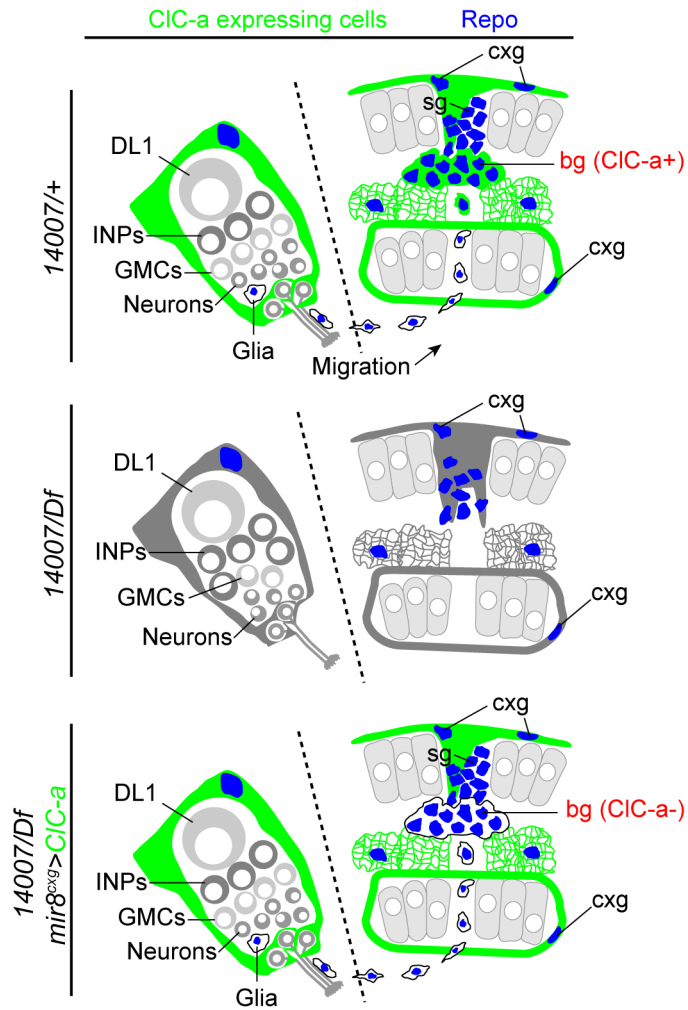 ClC-a expressing cells Repo
14007/+
DL1
INPs
GMCs
Neurons
Glia
cxg
sg
bg (ClC-a+)
cxg
Migration
14007/Df
DL1
INPs
GMCs
Neurons
cxg
cxg
14007/Df
mir8cxg>ClC-a
DL1
INPs
GMCs
Neurons
Glia
cxg
sg
bg (ClC-a-)
cxg